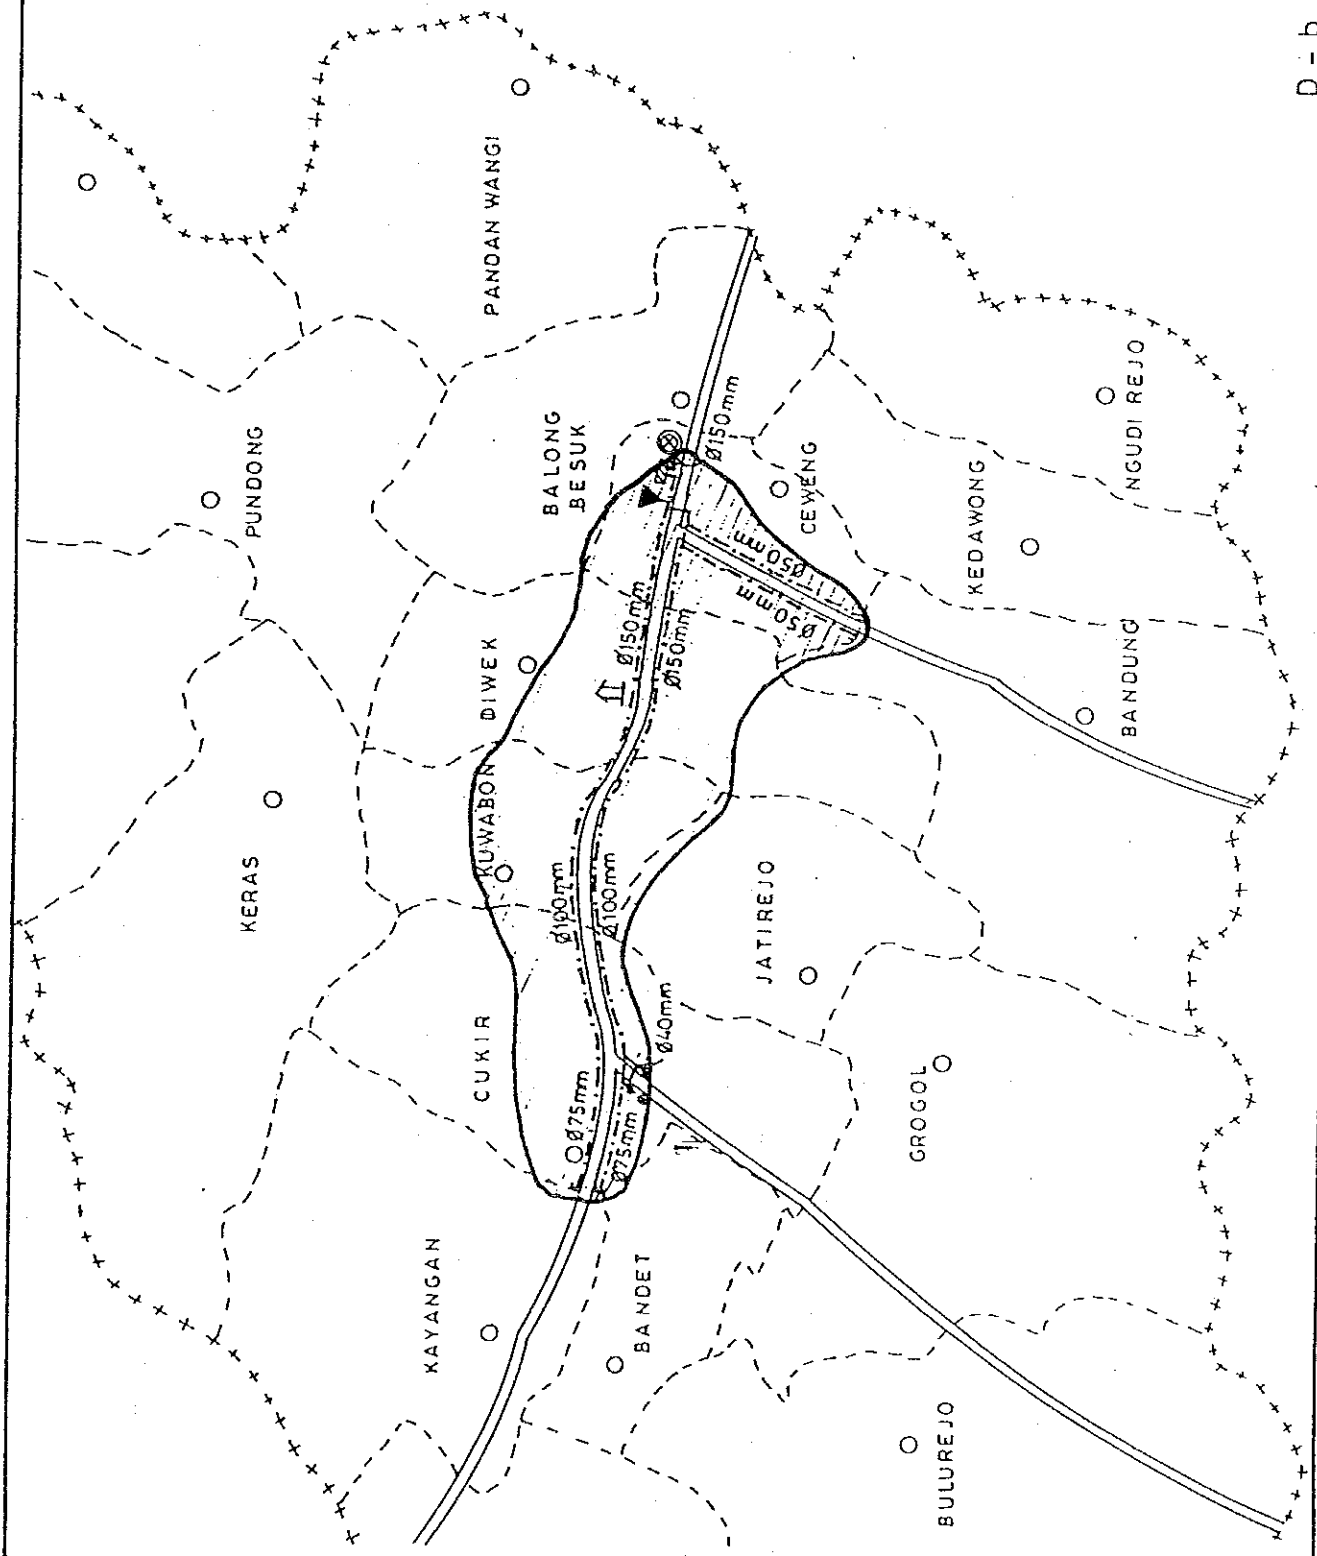 PANDAN WANGI
PUNDONG
BALONG
BESUK
Ø150mm
CEWENG
NGUDI REJO
KEDAWONG
Ø50mm
Ø50mm
Ø150mm
Ø150mm
DIWEK
BANDUNG
KUWABON
KERAS
Ø100mm
Ø100mm
JATIREJO
CUKIR
Ø40mm
Ø75mm
Ø75mm
GROGOL
KAYANGAN
BANDET
BULUREJO
D - b